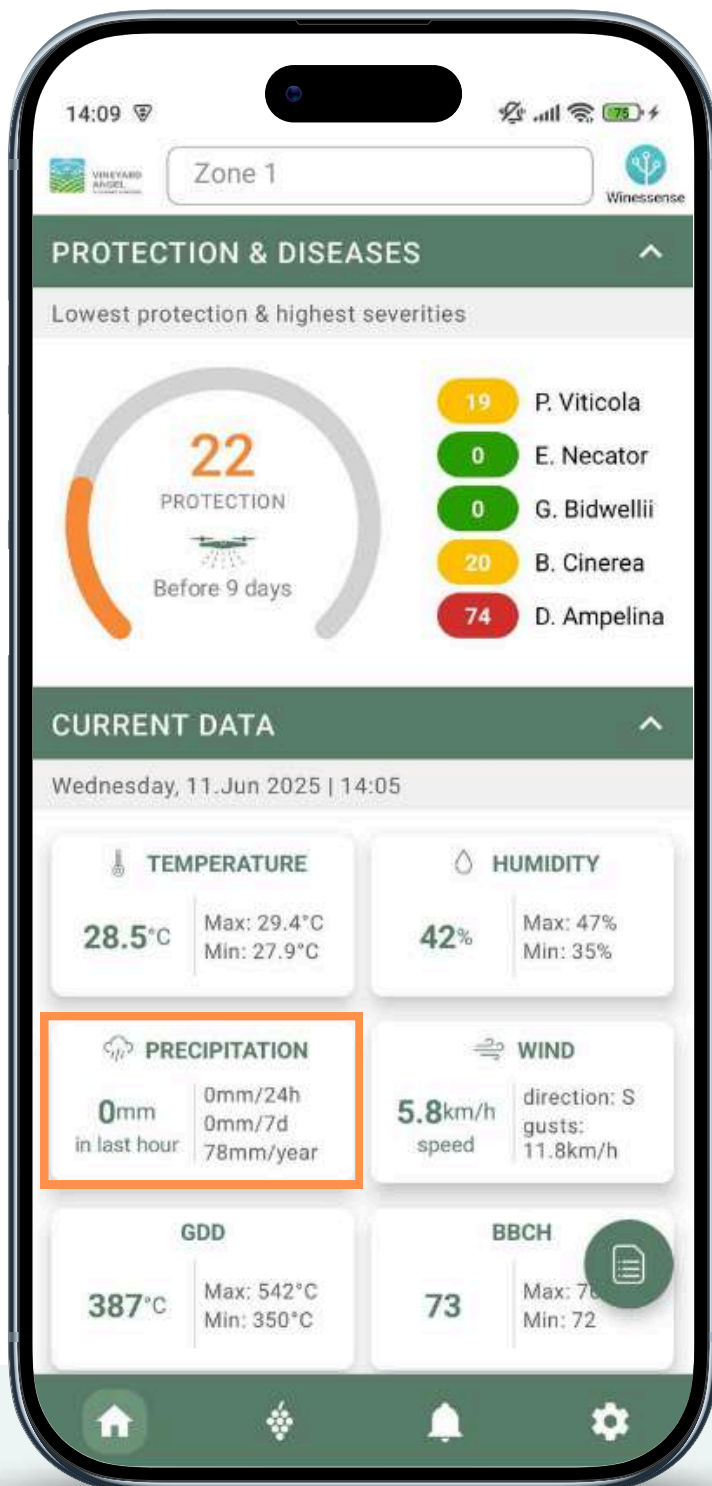 14:09
75
VINEYARD
ANGEL
Zone 1
Winessense
PROTECTION & DISEASES
Lowest protection & highest severities
22
PROTECTION
Before 9 days
19 P. Viticola
0 E. Necator
0 G. Bidwellii
20 B. Cinerea
74 D. Ampelina
CURRENT DATA
Wednesday, 11.Jun 2025 | 14:05
TEMPERATURE
28.5°C
Max: 29.4°C
Min: 27.9°C
HUMIDITY
42%
Max: 47%
Min: 35%
PRECIPITATION
0mm
in last hour
0mm/24h
0mm/7d
78mm/year
WIND
5.8km/h
speed
direction: S
gusts:
11.8km/h
GDD
387°C
Max: 542°C
Min: 350°C
BBCH
73
Max:
Min: 72